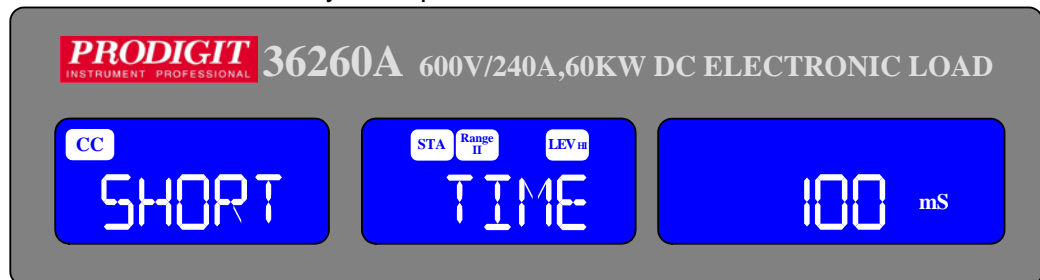 PRODIGIT
INSTRUMENT PROFESSIONAL
36260A 600V/240A,60KW DC ELECTRONIC LOAD
CC
STA Range II LEV HI
SHORT TIME 100 mS